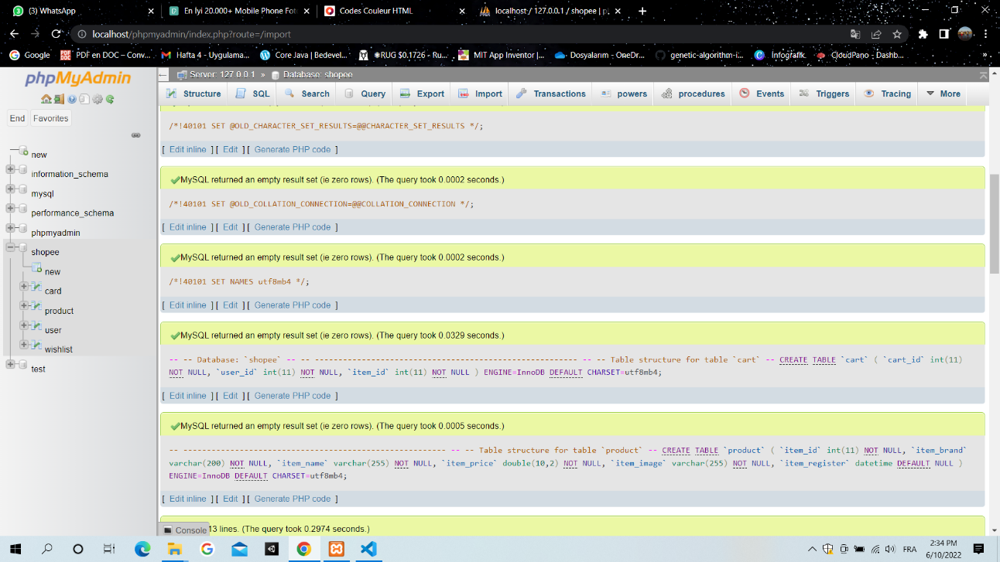 (3) WhatsApp
En İyi 20.000+ Mobile Phone Fot
Codes Couleur HTML
localhost / 127.0.0.1 / shopee | p
localhost/phpmyadmin/index.php?route=/import
Google
PDF en DOC – Conv...
Hafta 4 - Uygulama...
Core Java | Bedevel...
RUG $0.1726 - Ru...
MIT App Inventor |...
Dosyalarım - OneDr...
genetic-algorithm-i...
İnfografik
CloudPano - Dashb...
»
phpMyAdmin
End
Favorites
new
information_schema
mysql
performance_schema
phpmyadmin
shopee
new
card
product
user
wishlist
test
Server: 127.0.0.1 » Database: shopee
Structure
SQL
Search
Query
Export
Import
Transactions
powers
procedures
Events
Triggers
Tracing
More
/*!40101 SET @OLD_CHARACTER_SET_RESULTS=@@CHARACTER_SET_RESULTS */;
[ Edit inline ] [ Edit ] [ Generate PHP code ]
MySQL returned an empty result set (ie zero rows). (The query took 0.0002 seconds.)
/*!40101 SET @OLD_COLLATION_CONNECTION=@@COLLATION_CONNECTION */;
[ Edit inline ] [ Edit ] [ Generate PHP code ]
MySQL returned an empty result set (ie zero rows). (The query took 0.0002 seconds.)
/*!40101 SET NAMES utf8mb4 */;
[ Edit inline ] [ Edit ] [ Generate PHP code ]
MySQL returned an empty result set (ie zero rows). (The query took 0.0329 seconds.)
-- -- Database: `shopee` -- -- -------------------------------------------------------- -- -- Table structure for table `cart` -- CREATE TABLE `cart` ( `cart_id` int(11)
NOT NULL, `user_id` int(11) NOT NULL, `item_id` int(11) NOT NULL ) ENGINE=InnoDB DEFAULT CHARSET=utf8mb4;
[ Edit inline ] [ Edit ] [ Generate PHP code ]
MySQL returned an empty result set (ie zero rows). (The query took 0.0005 seconds.)
-- -------------------------------------------------------- -- -- Table structure for table `product` -- CREATE TABLE `product` ( `item_id` int(11) NOT NULL, `item_brand`
varchar(200) NOT NULL, `item_name` varchar(255) NOT NULL, `item_price` double(10,2) NOT NULL, `item_image` varchar(255) NOT NULL, `item_register` datetime DEFAULT NULL )
ENGINE=InnoDB DEFAULT CHARSET=utf8mb4;
[ Edit inline ] [ Edit ] [ Generate PHP code ]
Console
13 lines. (The query took 0.2974 seconds.)
FRA
2:34 PM
6/10/2022